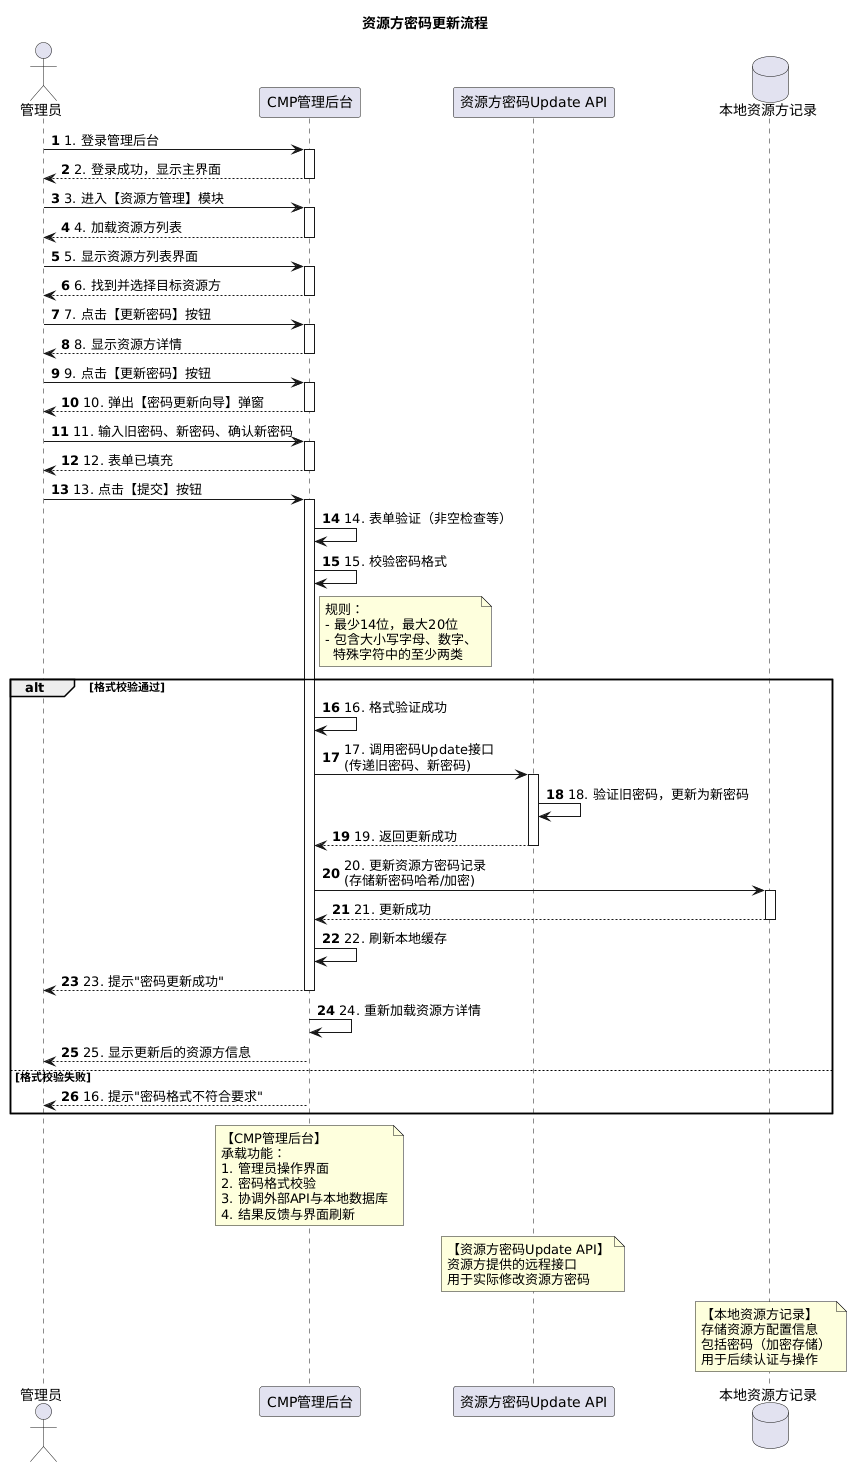 资源方密码更新流程
管理员
CMP管理后台
资源方密码Update API
本地资源方记录
1 1. 登录管理后台
2 2. 登录成功，显示主界面
3 3. 进入【资源方管理】模块
4 4. 加载资源方列表
5 5. 显示资源方列表界面
6 6. 找到并选择目标资源方
7 7. 点击【更新密码】按钮
8 8. 显示资源方详情
9 9. 点击【更新密码】按钮
10 10. 弹出【密码更新向导】弹窗
11 11. 输入旧密码、新密码、确认新密码
12 12. 表单已填充
13 13. 点击【提交】按钮
14 14. 表单验证（非空检查等）
15 15. 校验密码格式
规则：
- 最少14位，最大20位
- 包含大小写字母、数字、
特殊字符中的至少两类
alt [格式校验通过]
16 16. 格式验证成功
17 17. 调用密码Update接口
(传递旧密码、新密码)
18 18. 验证旧密码，更新为新密码
19 19. 返回更新成功
20 20. 更新资源方密码记录
(存储新密码哈希/加密)
21 21. 更新成功
22 22. 刷新本地缓存
23 23. 提示"密码更新成功"
24 24. 重新加载资源方详情
25 25. 显示更新后的资源方信息
[格式校验失败]
26 16. 提示"密码格式不符合要求"
【CMP管理后台】
承载功能：
1. 管理员操作界面
2. 密码格式校验
3. 协调外部API与本地数据库
4. 结果反馈与界面刷新
【资源方密码Update API】
资源方提供的远程接口
用于实际修改资源方密码
【本地资源方记录】
存储资源方配置信息
包括密码（加密存储）
用于后续认证与操作
管理员
CMP管理后台
资源方密码Update API
本地资源方记录